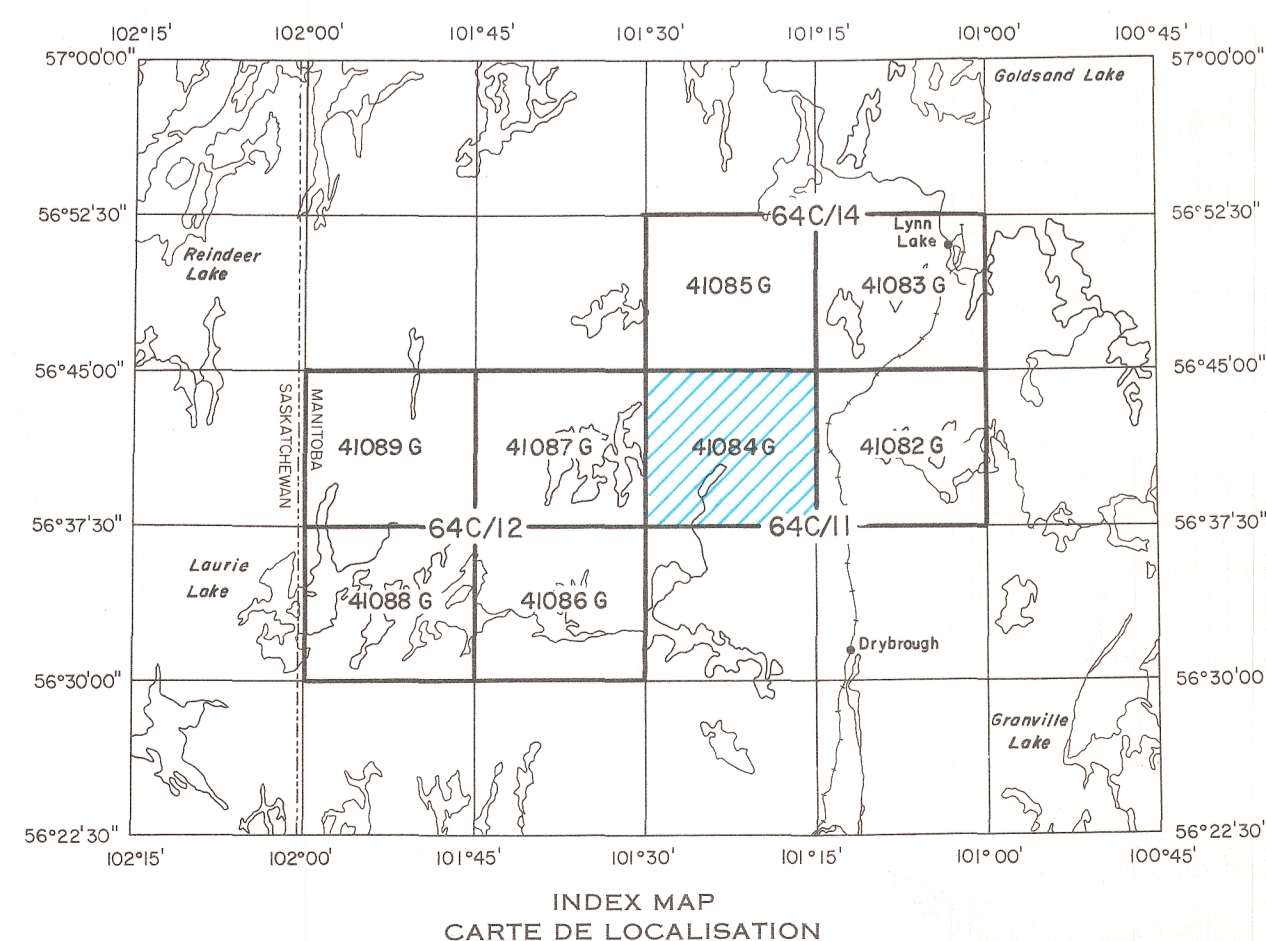 102°15' 102°00' 101°45' 101°30' 101°15' 101°00' 100°45'
57°00'00" 57°00'00"
Goldsand Lake
56°52'30" 64C/14 56°52'30"
Lynn
Lake
Reindeer
Lake
41085 G 41083 G
56°45'00" 56°45'00"
SASKATCHEWAN
MANITOBA
41089 G 41087 G 41084 G 41082 G
56°37'30" 64C/12 64C/11 56°37'30"
Laurie
Lake
41088 G 41086 G
Drybrough
56°30'00" 56°30'00
Granville
Lake
56°22'30" 56°22'30"
102°15' 102°00' 101°45' 101°30' 101°15' 101°00' 100°45'
INDEX MAP
CARTE DE LOCALISATION